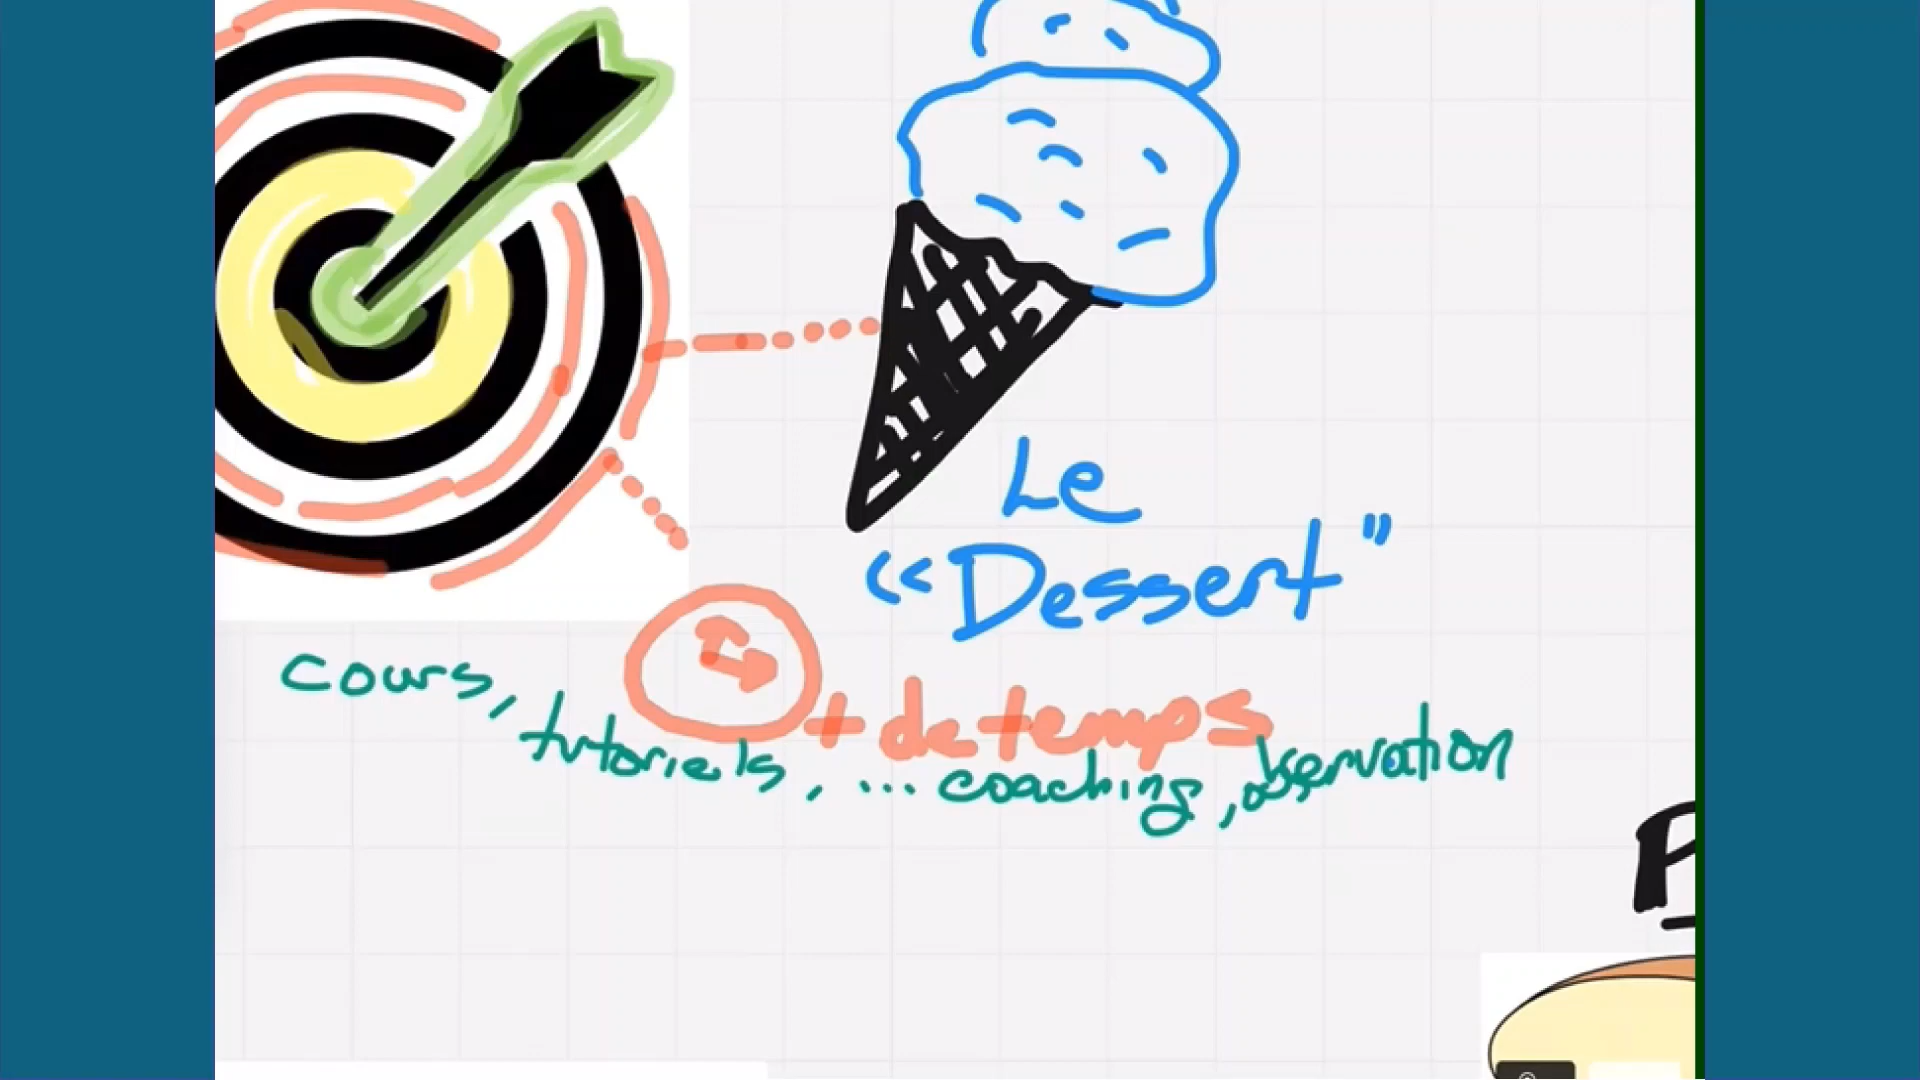 Le
“Dessert”
+ de temps
cours,
tutoriels, ... coaching, observation